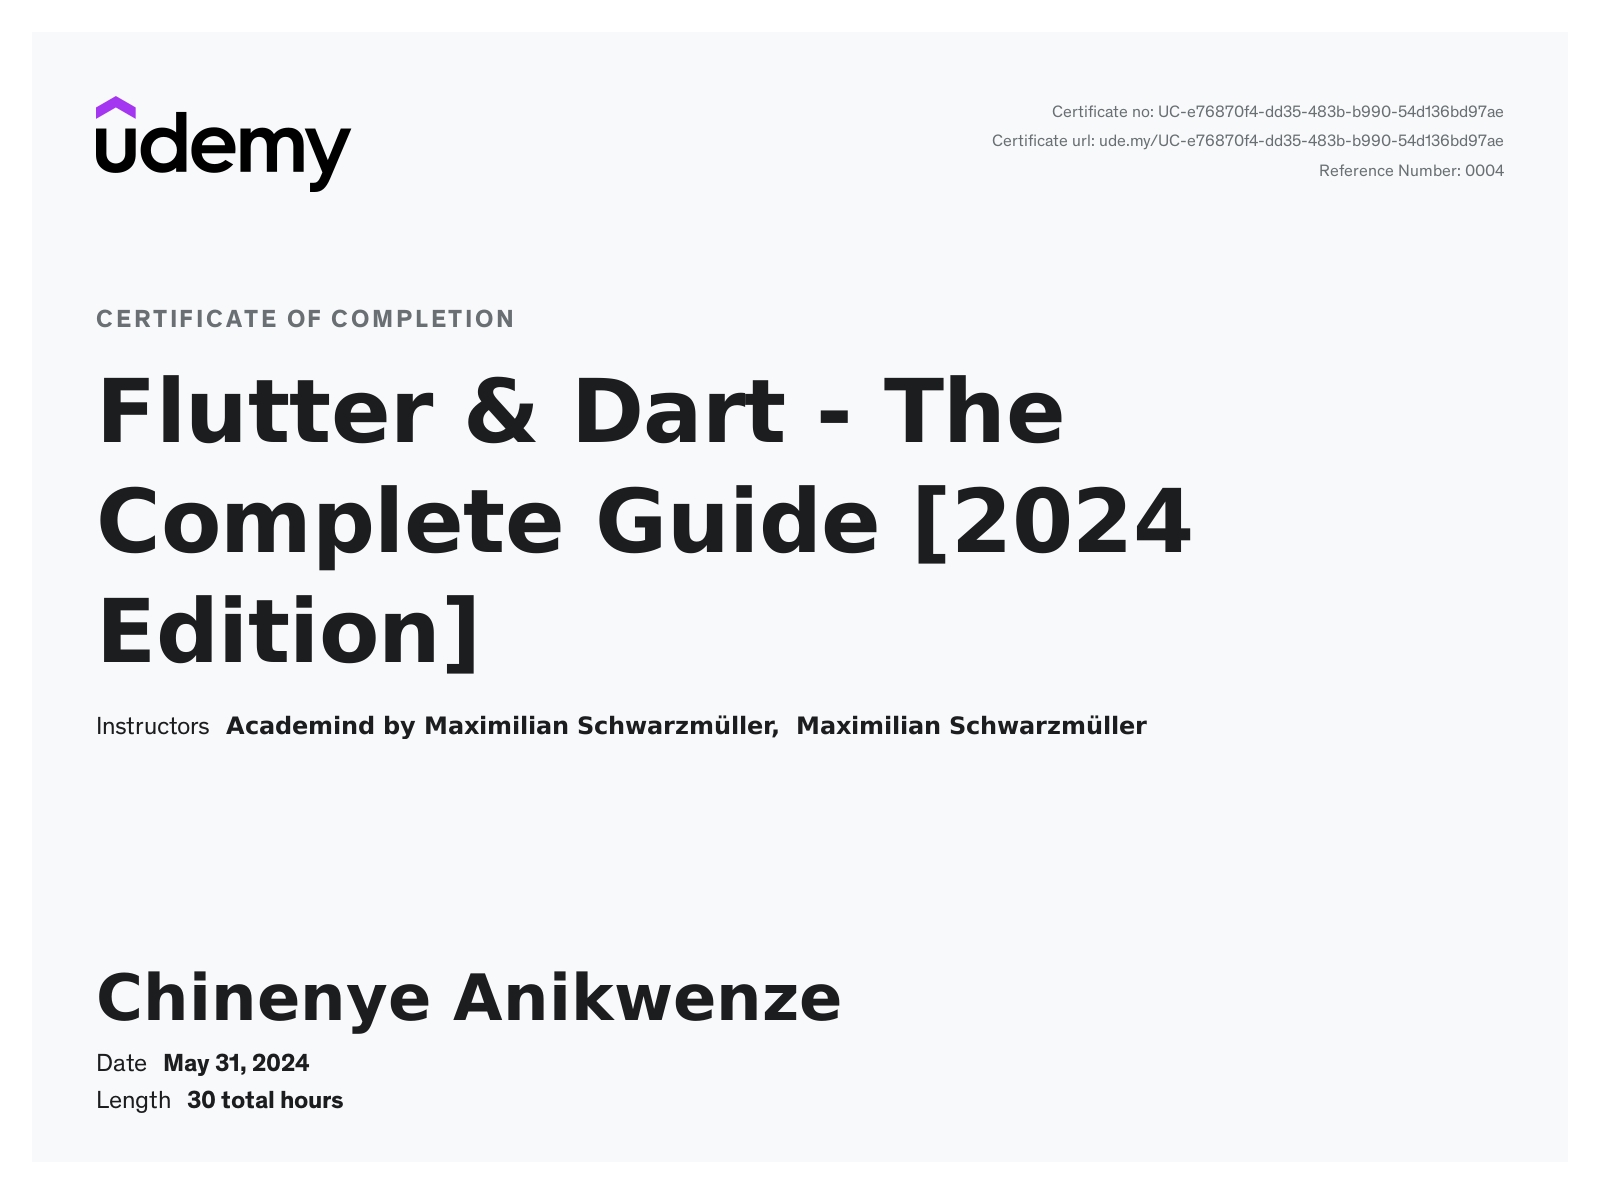 udemy
Certificate no: UC-e76870f4-dd35-483b-b990-54d136bd97ae
Certificate url: ude.my/UC-e76870f4-dd35-483b-b990-54d136bd97ae
Reference Number: 0004
CERTIFICATE OF COMPLETION
Flutter & Dart - The
Complete Guide [2024
Edition]
Instructors Academind by Maximilian Schwarzmüller, Maximilian Schwarzmüller
Chinenye Anikwenze
Date May 31, 2024
Length 30 total hours